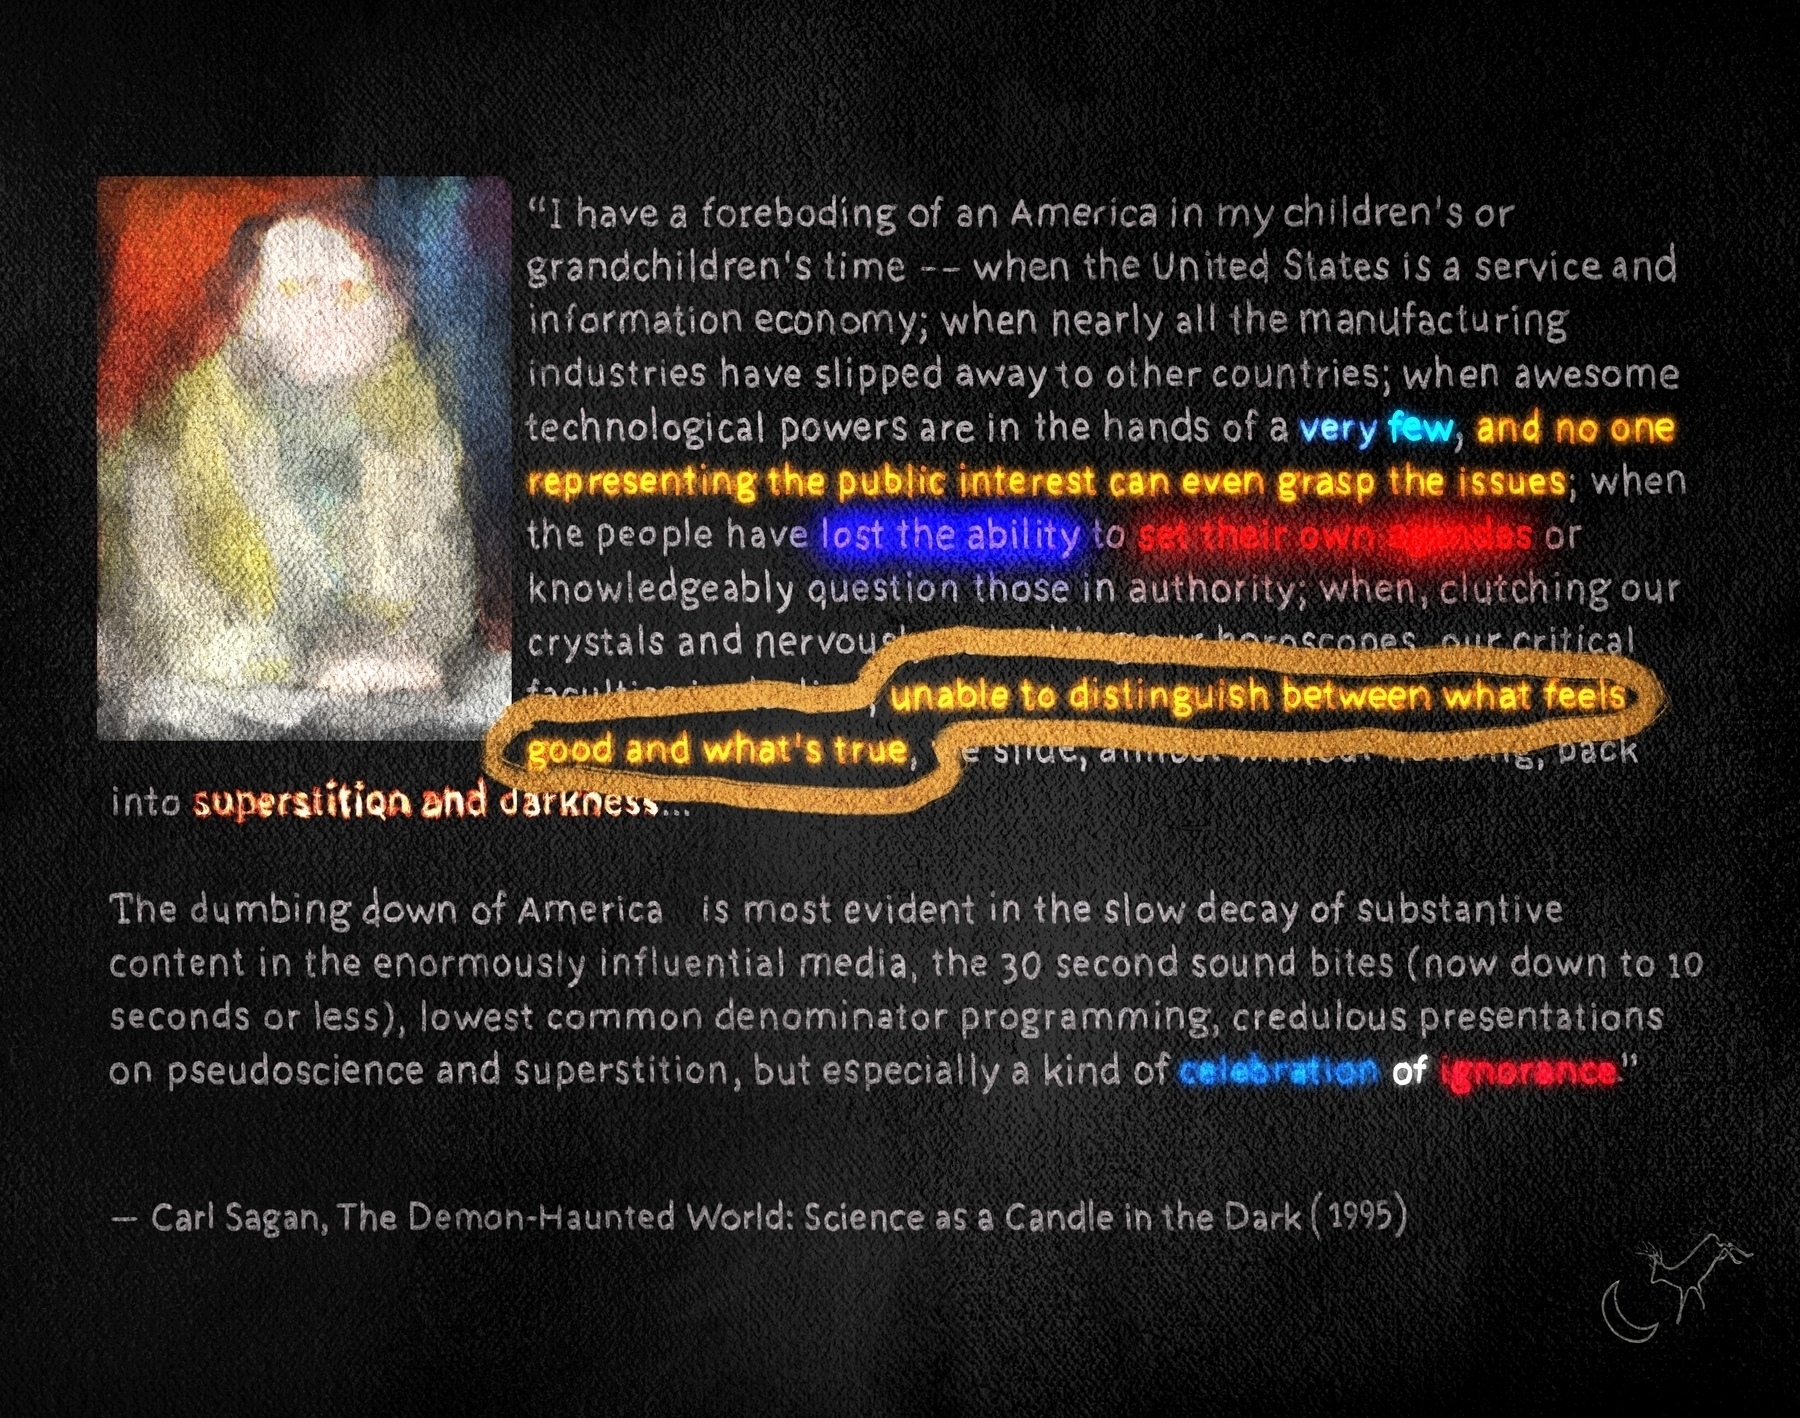 “I have a foreboding of an America in my children's or
grandchildren's time -- when the United States is a service and
information economy; when nearly all the manufacturing
industries have slipped away to other countries; when awesome
technological powers are in the hands of a very few, and no one
representing the public interest can even grasp the issues; when
the people have lost the ability to set their own agendas or
knowledgeably question those in authority; when, clutching our
crystals and horoscopes, our critical
unable to distinguish between what feels
good and what's true, slide, back
into superstition and darkness...
The dumbing down of America is most evident in the slow decay of substantive
content in the enormously influential media, the 30 second sound bites (now down to 10
seconds or less), lowest common denominator programming, credulous presentations
on pseudoscience and superstition, but especially a kind of celebration of ignorance”
— Carl Sagan, The Demon-Haunted World: Science as a Candle in the Dark (1995)